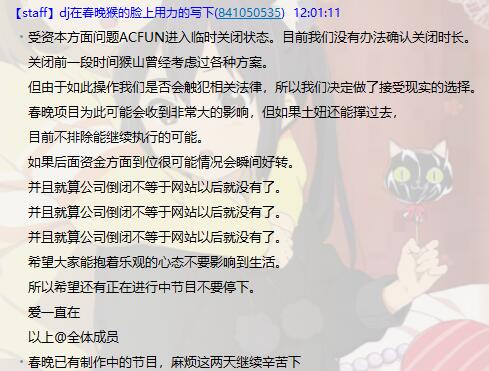 【staff】dj在春晚猴的脸上用力的写下(841050535) 12:01:11
受资本方面问题ACFUN进入临时关闭状态。目前我们没有办法确认关闭时长。
关闭前一段时间猴山曾经考虑过各种方案。
但由于如此操作我们是否会触犯相关法律，所以我们决定做了接受现实的选择。
春晚项目为此可能会收到非常大的影响，但如果土妞还能撑过去，
目前不排除能继续执行的可能。
如果后面资金方面到位很可能情况会瞬间好转。
并且就算公司倒闭不等于网站以后就没有了。
并且就算公司倒闭不等于网站以后就没有了。
并且就算公司倒闭不等于网站以后就没有了。
希望大家能抱着乐观的心态不要影响到生活。
所以希望还有正在进行中节目不要停下。
爱一直在
以上@全体成员
春晚已有制作中的节目，麻烦这两天继续辛苦下